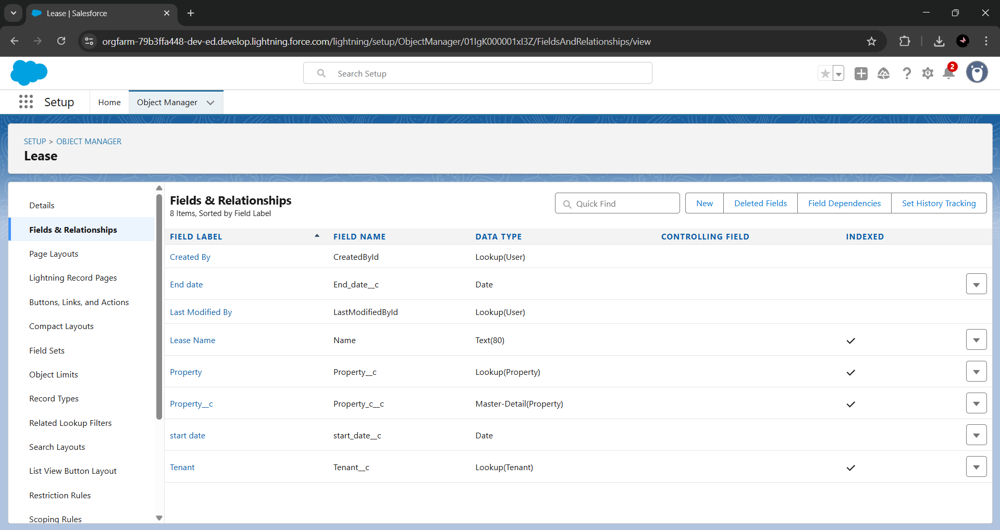 Lease | Salesforce
orgfarm-79b3ffa448-dev-ed.develop.lightning.force.com/lightning/setup/ObjectManager/01IgK000001xI3Z/FieldsAndRelationships/view
Search Setup
2
Setup
Home
Object Manager
SETUP > OBJECT MANAGER
Lease
Details
Fields & Relationships
Page Layouts
Lightning Record Pages
Buttons, Links, and Actions
Compact Layouts
Field Sets
Object Limits
Record Types
Related Lookup Filters
Search Layouts
List View Button Layout
Restriction Rules
Scoping Rules
Fields & Relationships
8 Items, Sorted by Field Label
Quick Find
New
Deleted Fields
Field Dependencies
Set History Tracking
FIELD LABEL FIELD NAME DATA TYPE CONTROLLING FIELD INDEXED
Created By CreatedById Lookup(User)
End date End_date__c Date
Last Modified By LastModifiedById Lookup(User)
Lease Name Name Text(80)
Property Property__c Lookup(Property)
Property__c Property_c__c Master-Detail(Property)
start date start_date__c Date
Tenant Tenant__c Lookup(Tenant)